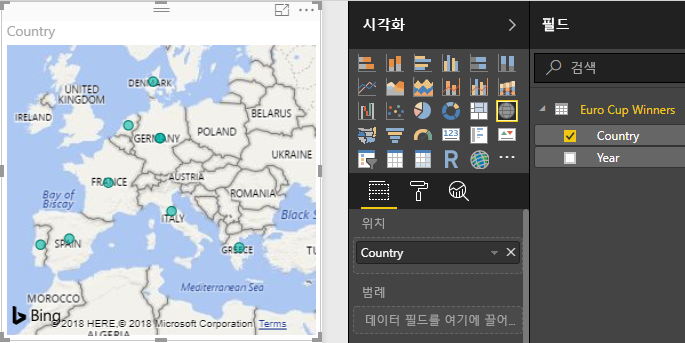 Country
UNITED
KINGDOM
IRELAND
DENMARK
BELARUS
POLAND
GERMANY
UKRAINE
FRANCE
AUSTRIA
ROMANIA
Bay of
Biscay
ITALY
Black S
SPAIN
GREECE
TUR
Mediterranean Sea
MOROCCO
ALGERIA
Bing
© 2018 HERE,© 2018 Microsoft Corporation Terms
시각화
123
R
위치
Country
범례
데이터 필드를 여기에 끌어...
필드
검색
Euro Cup Winners
Country
Year